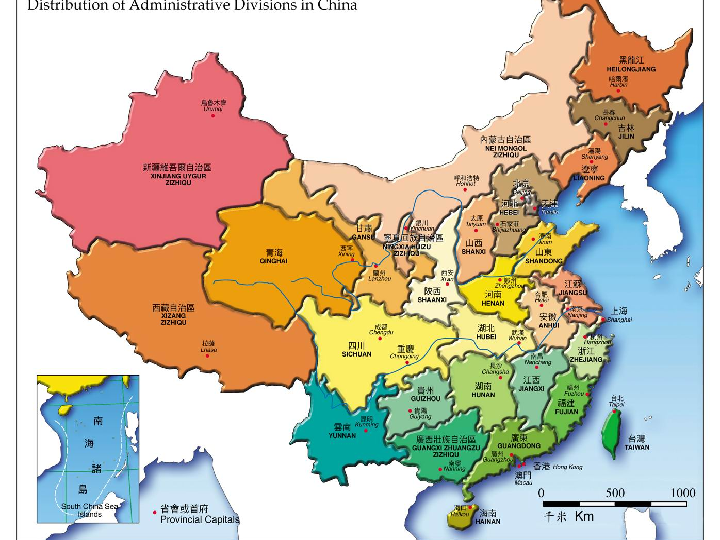 Distribution of Administrative Divisions in China
黑龍江
HEILONGJIANG
哈爾濱
Harbin
長春
Changchun
吉林
JILIN
瀋陽
Shenyang
遼寧
LIAONING
內蒙古自治區
NEI MONGOL
ZIZHIQU
呼和浩特
Hohhot
烏魯木齊
Urumqi
新疆維吾爾自治區
XINJIANG UYGUR
ZIZHIQU
北京
天津
河北
HEBEI
石家莊
Shijiazhuang
太原
Taiyuan
山西
SHANXI
濟南
Jinan
山東
SHANDONG
銀川
Yinchuan
寧夏回族自治區
NINGXIA HUIZU
ZIZHIQU
甘肅
GANSU
西寧
Xining
蘭州
Lanzhou
青海
QINGHAI
西安
Xi'an
陝西
SHAANXI
鄭州
Zhengzhou
河南
HENAN
江蘇
JIANGSU
南京
Nanjing
合肥
Hefei
安徽
ANHUI
上海
Shanghai
杭州
Hangzhou
浙江
ZHEJIANG
西藏自治區
XIZANG
ZIZHIQU
拉薩
Lhasa
四川
SICHUAN
成都
Chengdu
重慶
Chongqing
湖北
HUBEI
武漢
Wuhan
長沙
Changsha
湖南
HUNAN
南昌
Nanchang
江西
JIANGXI
福州
Fuzhou
福建
FUJIAN
台北
Taipei
台灣
TAIWAN
貴州
GUIZHOU
貴陽
Guiyang
雲南
YUNNAN
昆明
Kunming
廣西壯族自治區
GUANGXI ZHUANGZU
ZIZHIQU
南寧
Nanning
廣東
GUANGDONG
廣州
Guangzhou
香港 Hong Kong
澳門
Macau
海口
Haikou
海南
HAINAN
南
海
諸
島
South China Sea
Islands
省會或首府
Provincial Capitals
0 500 1000
千米 Km